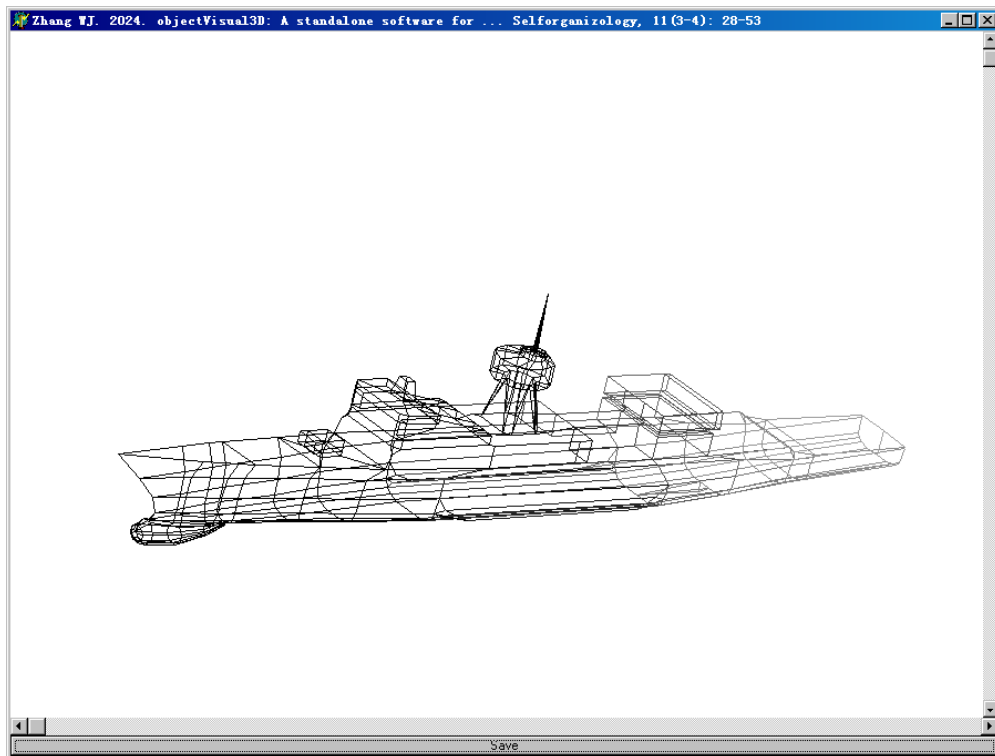 Zhang WJ. 2024. objectVisual3D: A standalone software for ... Selforganizology, 11(3-4): 28-53
Save